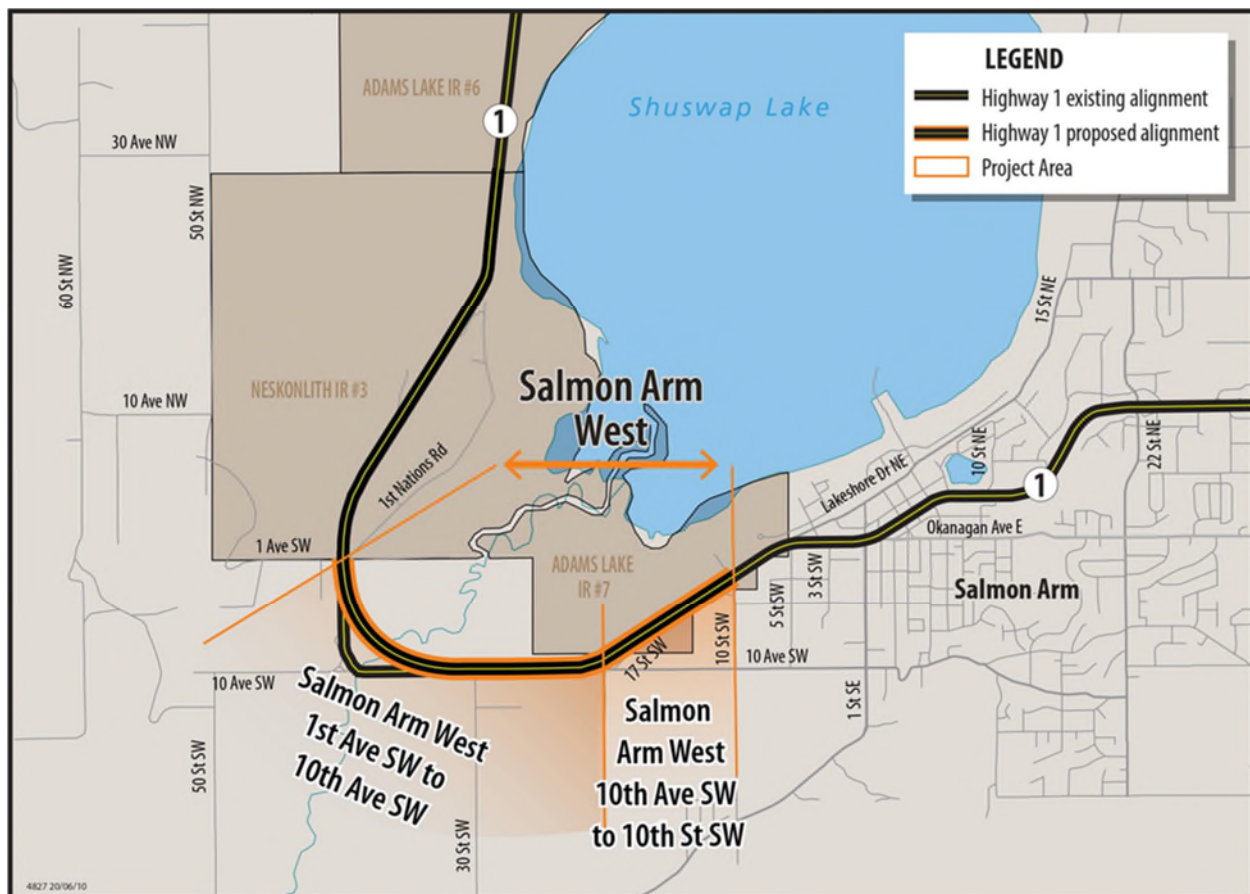 LEGEND
Highway 1 existing alignment
Highway 1 proposed alignment
Project Area
ADAMS LAKE IR #6
1
Shuswap Lake
30 Ave NW
50 St NW
60 St NW
15 St NE
NESKONLITH IR #3
10 Ave NW
Salmon Arm
West
1st Nations Rd
Lakeshore Dr NE
10 St NE
22 St NE
1
Okanagan Ave E
1 Ave SW
ADAMS LAKE
IR #7
3 St SW
5 St SW
Salmon Arm
10 St SW
17 St SW
10 Ave SW
10 Ave SW
1 St SE
Salmon Arm West
1st Ave SW to
10th Ave SW
Salmon
Arm West
10th Ave SW
to 10th St SW
50 St SW
30 St SW
4827 20/06/10